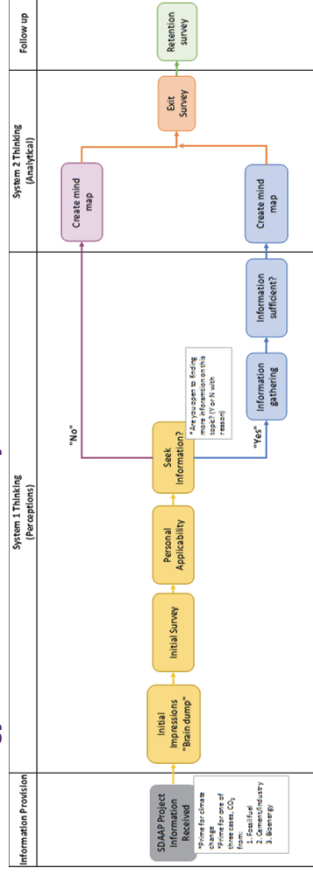 Information Provision
System 1 Thinking
(Perceptions)
System 2 Thinking
(Analytical)
Follow up
SDAAP Project
Information
Received
*Prime for climate
change
*Prime for one of
three cases, CO₂
from:
1. Fossil fuel
2. Cement/Industry
3. Bioenergy
Initial
Impressions
"Brain dump"
Initial Survey
Personal
Applicability
Seek
Information?
*Are you open to finding
more information on this
topic? (Y or N with
reason)
"No"
"Yes"
Information
gathering
Information
sufficient?
Create mind
map
Create mind
map
Exit
Survey
Retention
survey